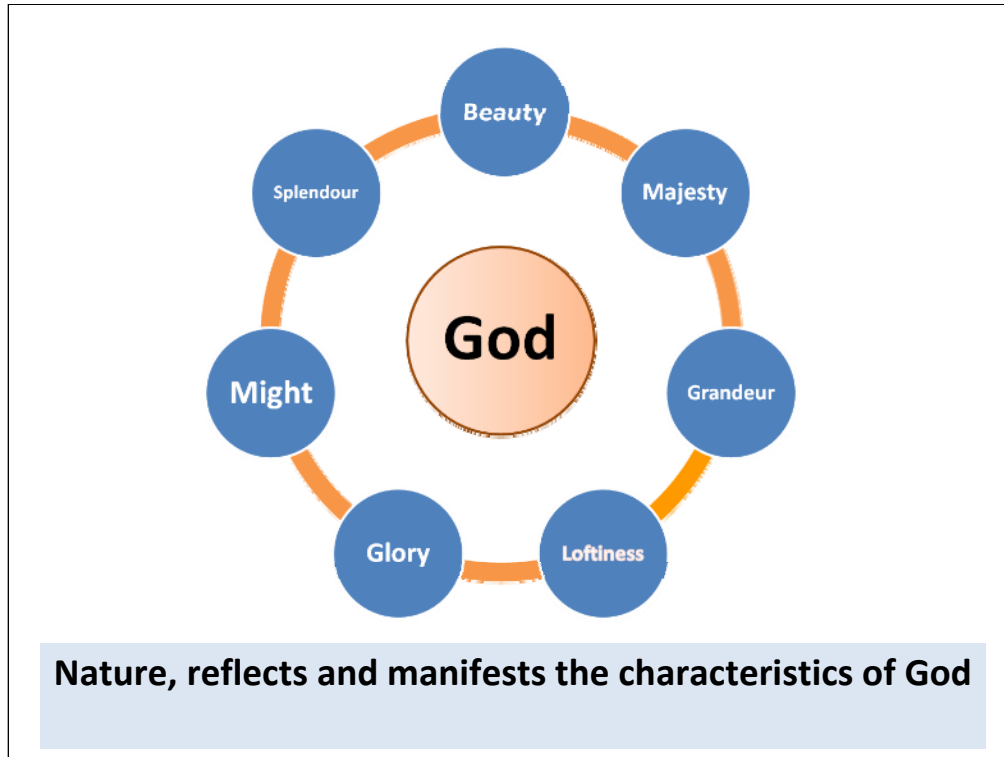 Beauty
Majesty
Grandeur
Loftiness
Glory
Might
Splendour
God
Nature, reflects and manifests the characteristics of God